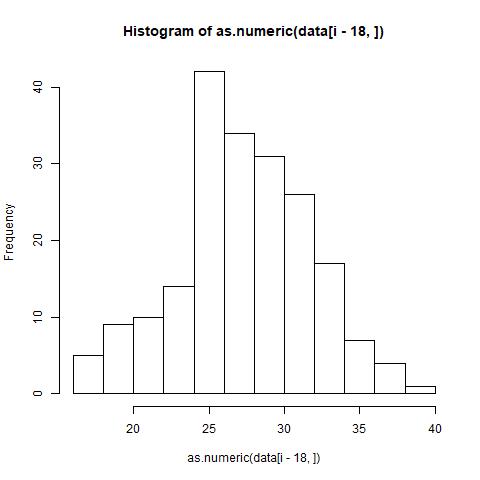 Histogram of as.numeric(data[i - 18, ])
Frequency
40
30
20
10
0
20 25 30 35 40
as.numeric(data[i - 18, ])